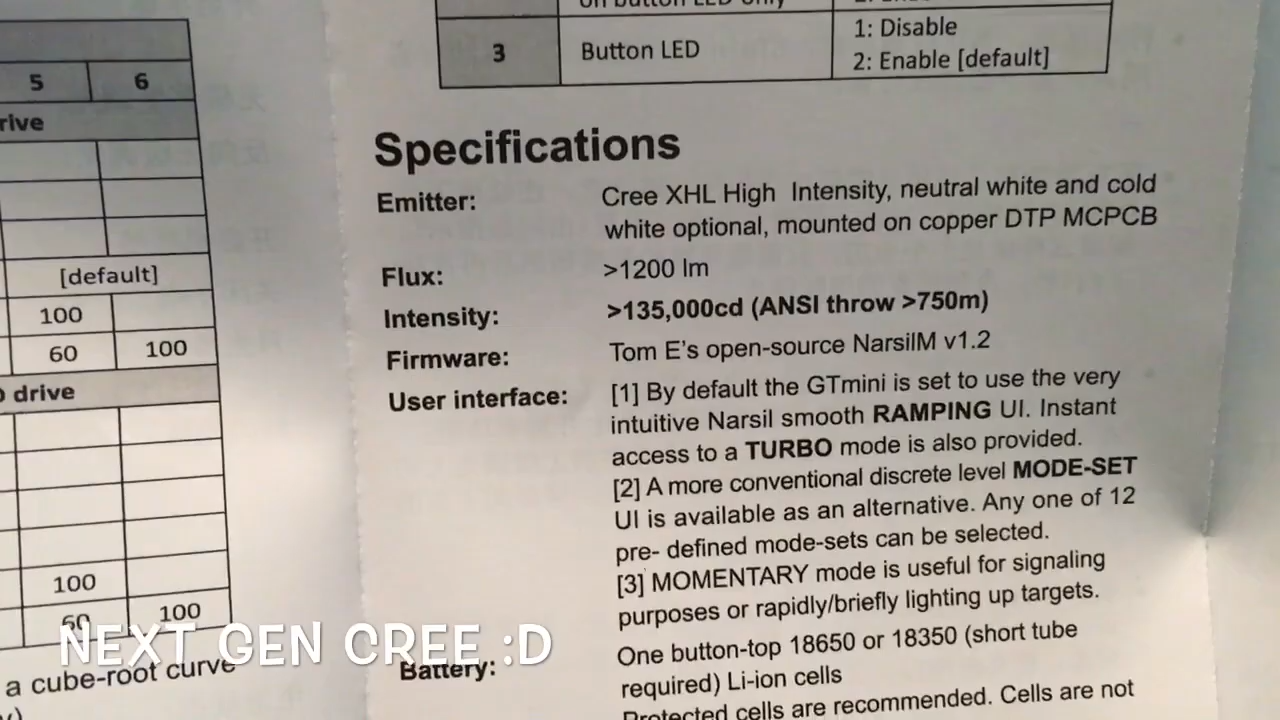 5 6
rive
[default]
100
60 100
drive
100
60 100
a cube-root curve
on button LED only
3 Button LED 1: Disable
2: Enable [default]
Specifications
Emitter: Cree XHL High Intensity, neutral white and cold
white optional, mounted on copper DTP MCPCB
Flux: >1200 lm
Intensity: >135,000cd (ANSI throw >750m)
Firmware: Tom E's open-source NarsilM v1.2
User interface: [1] By default the GTmini is set to use the very
intuitive Narsil smooth RAMPING UI. Instant
access to a TURBO mode is also provided.
[2] A more conventional discrete level MODE-SET
UI is available as an alternative. Any one of 12
pre- defined mode-sets can be selected.
[3] MOMENTARY mode is useful for signaling
purposes or rapidly/briefly lighting up targets.
Battery: One button-top 18650 or 18350 (short tube
required) Li-ion cells
Protected cells are recommended. Cells are not
NEXT GEN CREE :D